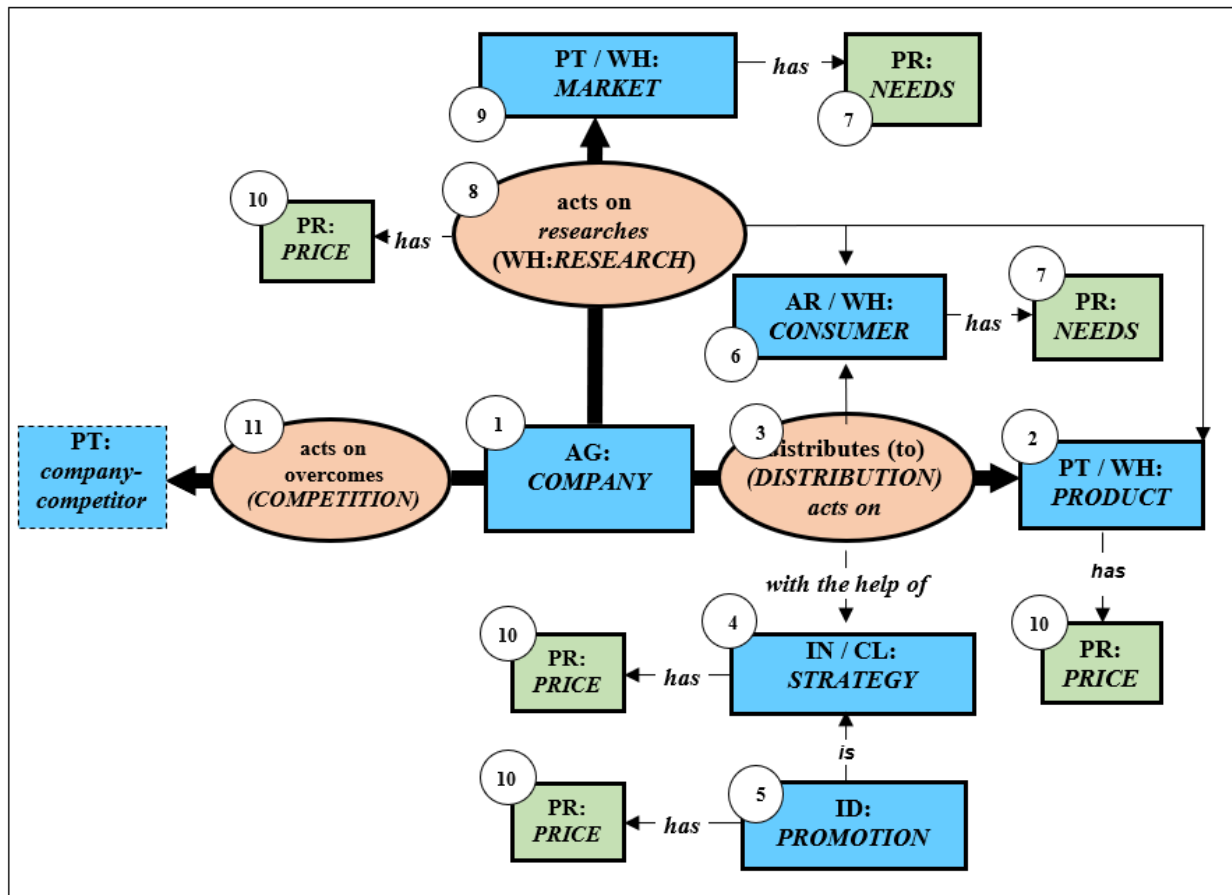 PT / WH:
MARKET
9
has
PR:
NEEDS
7
8
acts on
researches
(WH:RESEARCH)
10
PR:
PRICE
has
AR / WH:
CONSUMER
6
has
7
PR:
NEEDS
PT:
company-
competitor
11
acts on
overcomes
(COMPETITION)
1
AG:
COMPANY
3
distributes (to)
(DISTRIBUTION)
acts on
2
PT / WH:
PRODUCT
has
10
PR:
PRICE
with the help of
4
IN / CL:
STRATEGY
has
10
PR:
PRICE
is
5
ID:
PROMOTION
has
10
PR:
PRICE